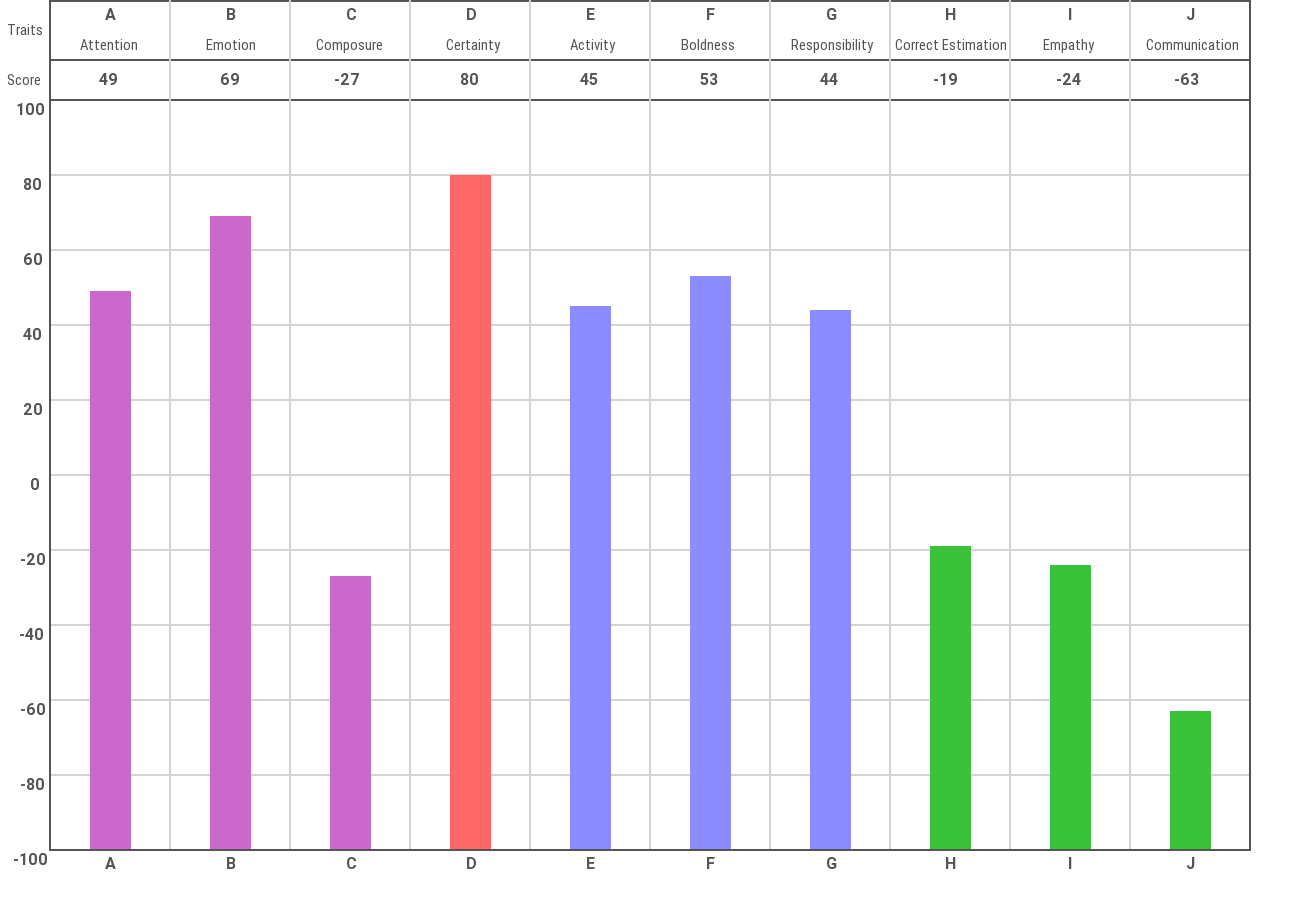 Traits A B C D E F G H I J
Attention Emotion Composure Certainty Activity Boldness Responsibility Correct Estimation Empathy Communication
Score 49 69 -27 80 45 53 44 -19 -24 -63
100
80
60
40
20
0
-20
-40
-60
-80
-100
A B C D E F G H I J